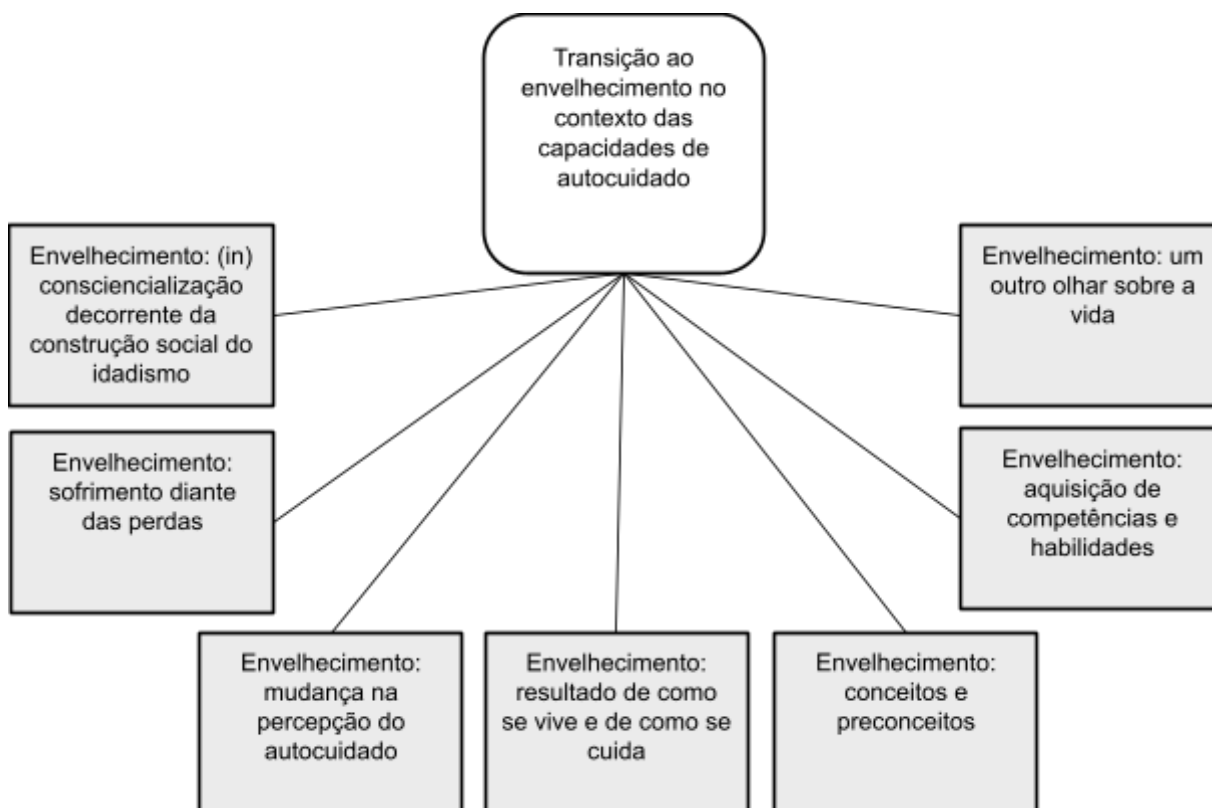 Transição ao
envelhecimento no
contexto das
capacidades de
autocuidado
Envelhecimento: (in)
consciencialização
decorrente da
construção social do
idadismo
Envelhecimento: um
outro olhar sobre a
vida
Envelhecimento:
sofrimento diante
das perdas
Envelhecimento:
aquisição de
competências e
habilidades
Envelhecimento:
mudança na
percepção do
autocuidado
Envelhecimento:
resultado de como
se vive e de como se
cuida
Envelhecimento:
conceitos e
preconceitos